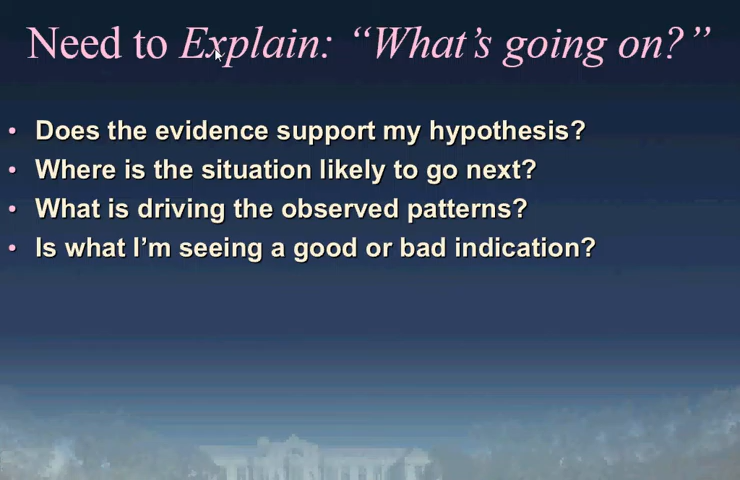 Need to Explain: “What’s going on?”
• Does the evidence support my hypothesis?
• Where is the situation likely to go next?
• What is driving the observed patterns?
• Is what I’m seeing a good or bad indication?